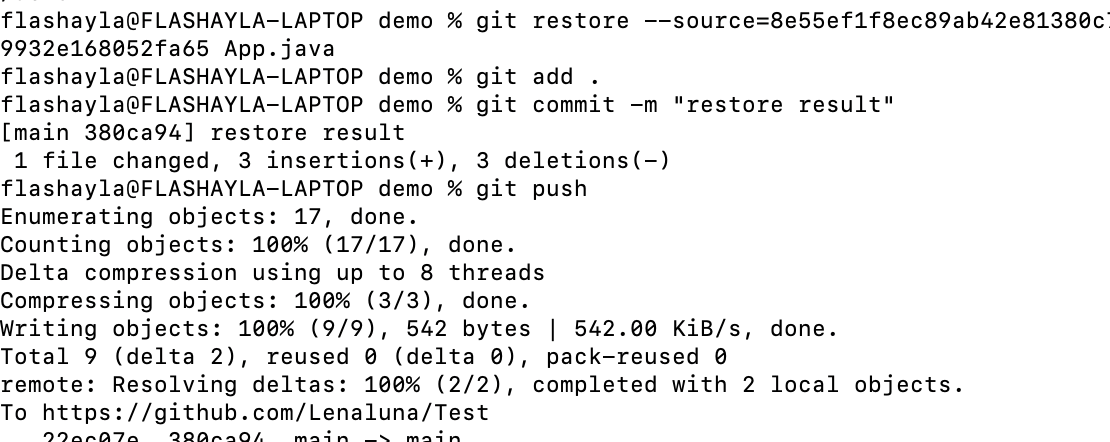 flashayla@FLASHAYLA-LAPTOP demo % git restore --source=8e55ef1f8ec89ab42e81380c
9932e168052fa65 App.java
flashayla@FLASHAYLA-LAPTOP demo % git add .
flashayla@FLASHAYLA-LAPTOP demo % git commit -m "restore result"
[main 380ca94] restore result
 1 file changed, 3 insertions(+), 3 deletions(-)
flashayla@FLASHAYLA-LAPTOP demo % git push
Enumerating objects: 17, done.
Counting objects: 100% (17/17), done.
Delta compression using up to 8 threads
Compressing objects: 100% (3/3), done.
Writing objects: 100% (9/9), 542 bytes | 542.00 KiB/s, done.
Total 9 (delta 2), reused 0 (delta 0), pack-reused 0
remote: Resolving deltas: 100% (2/2), completed with 2 local objects.
To https://github.com/Lenaluna/Test
   22ec07e..380ca94  main -> main